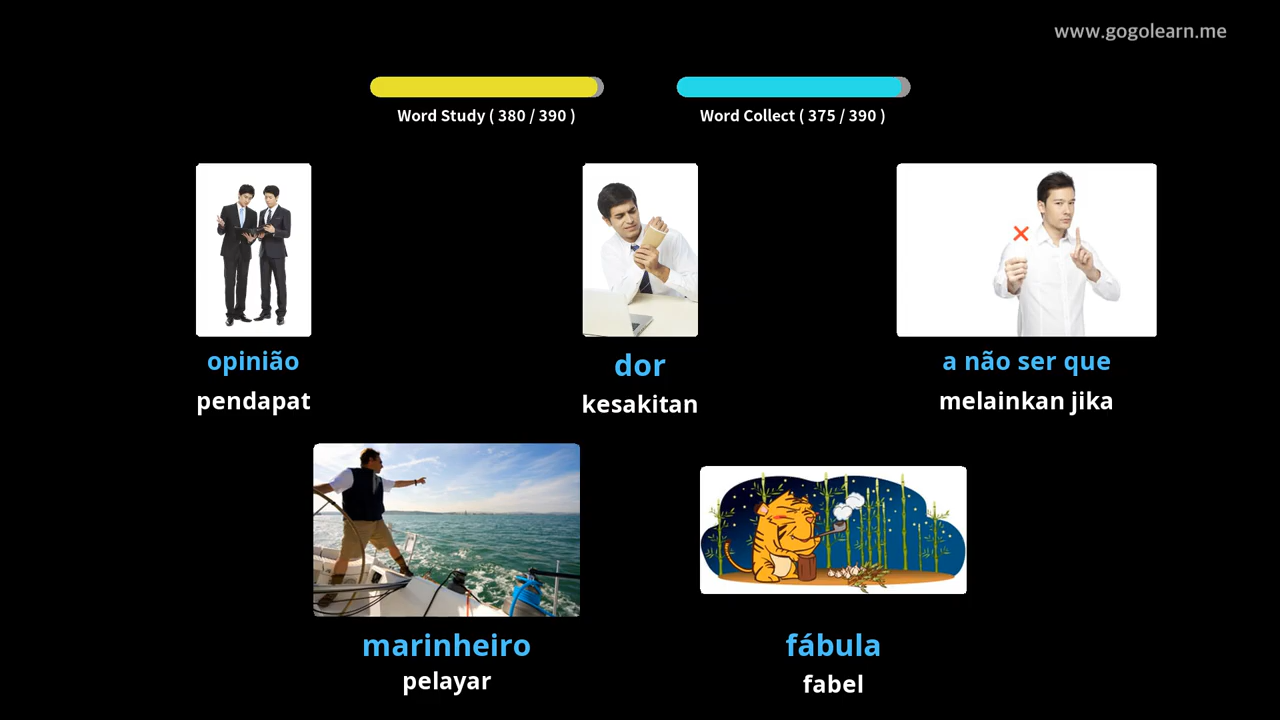 www.gogolearn.me
Word Study ( 380 / 390 )
Word Collect ( 375 / 390 )
opinião
pendapat
dor
kesakitan
a não ser que
melainkan jika
marinheiro
pelayar
fábula
fabel